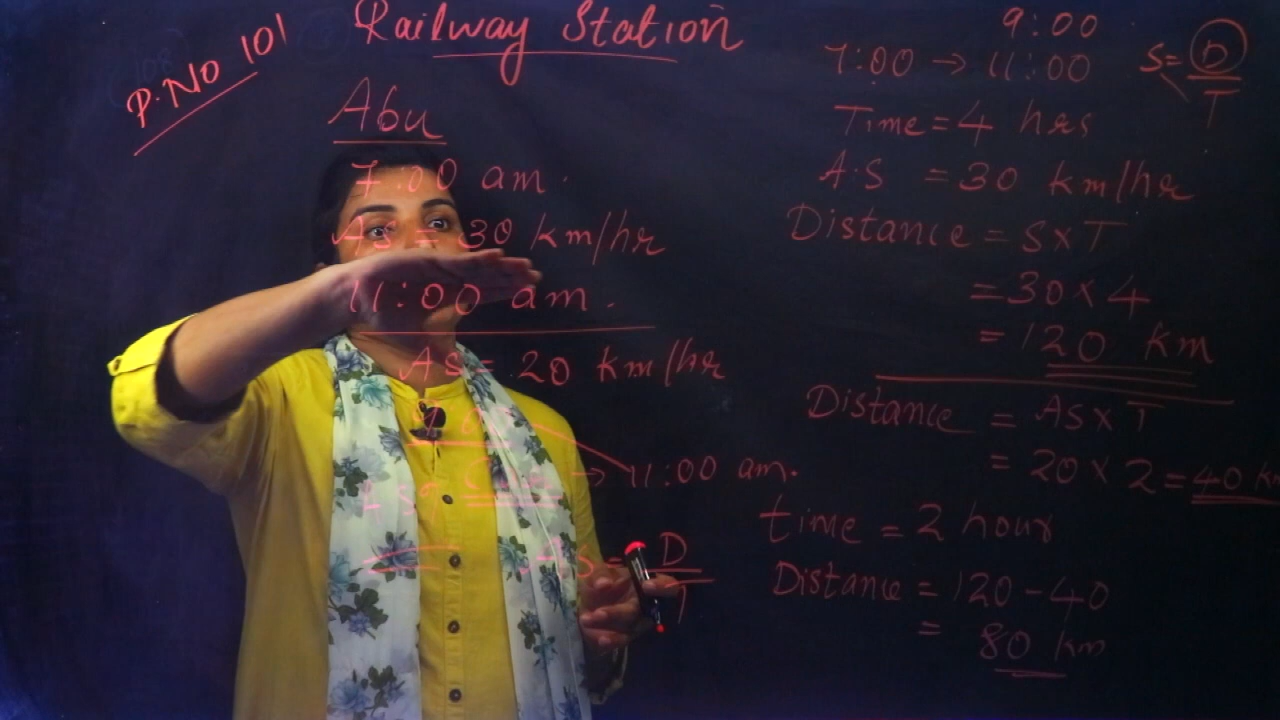 P.No 101
Railway Station
Abu
7:00 am.
AS = 30 km/hr
11:00 am.
AS = 20 km/hr
→ 11:00 am.
S = D
T
9:00
7:00 → 11:00
S = D
T
Time = 4 hrs
A.S = 30 km/hr
Distance = S x T
= 30 x 4
= 120 km
Distance = AS x T
= 20 x 2 = 40 k
time = 2 hour
Distance = 120 - 40
= 80 km